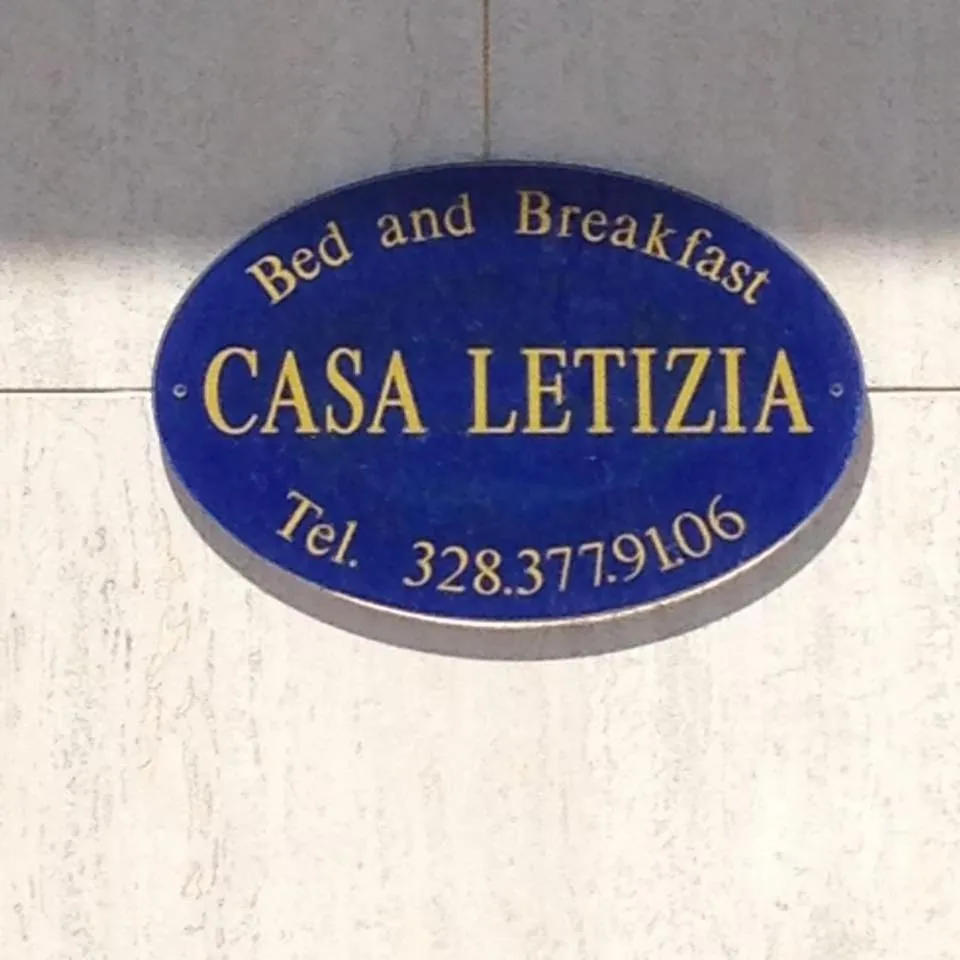 Bed and Breakfast
CASA LETIZIA
Tel. 328.377.91.06